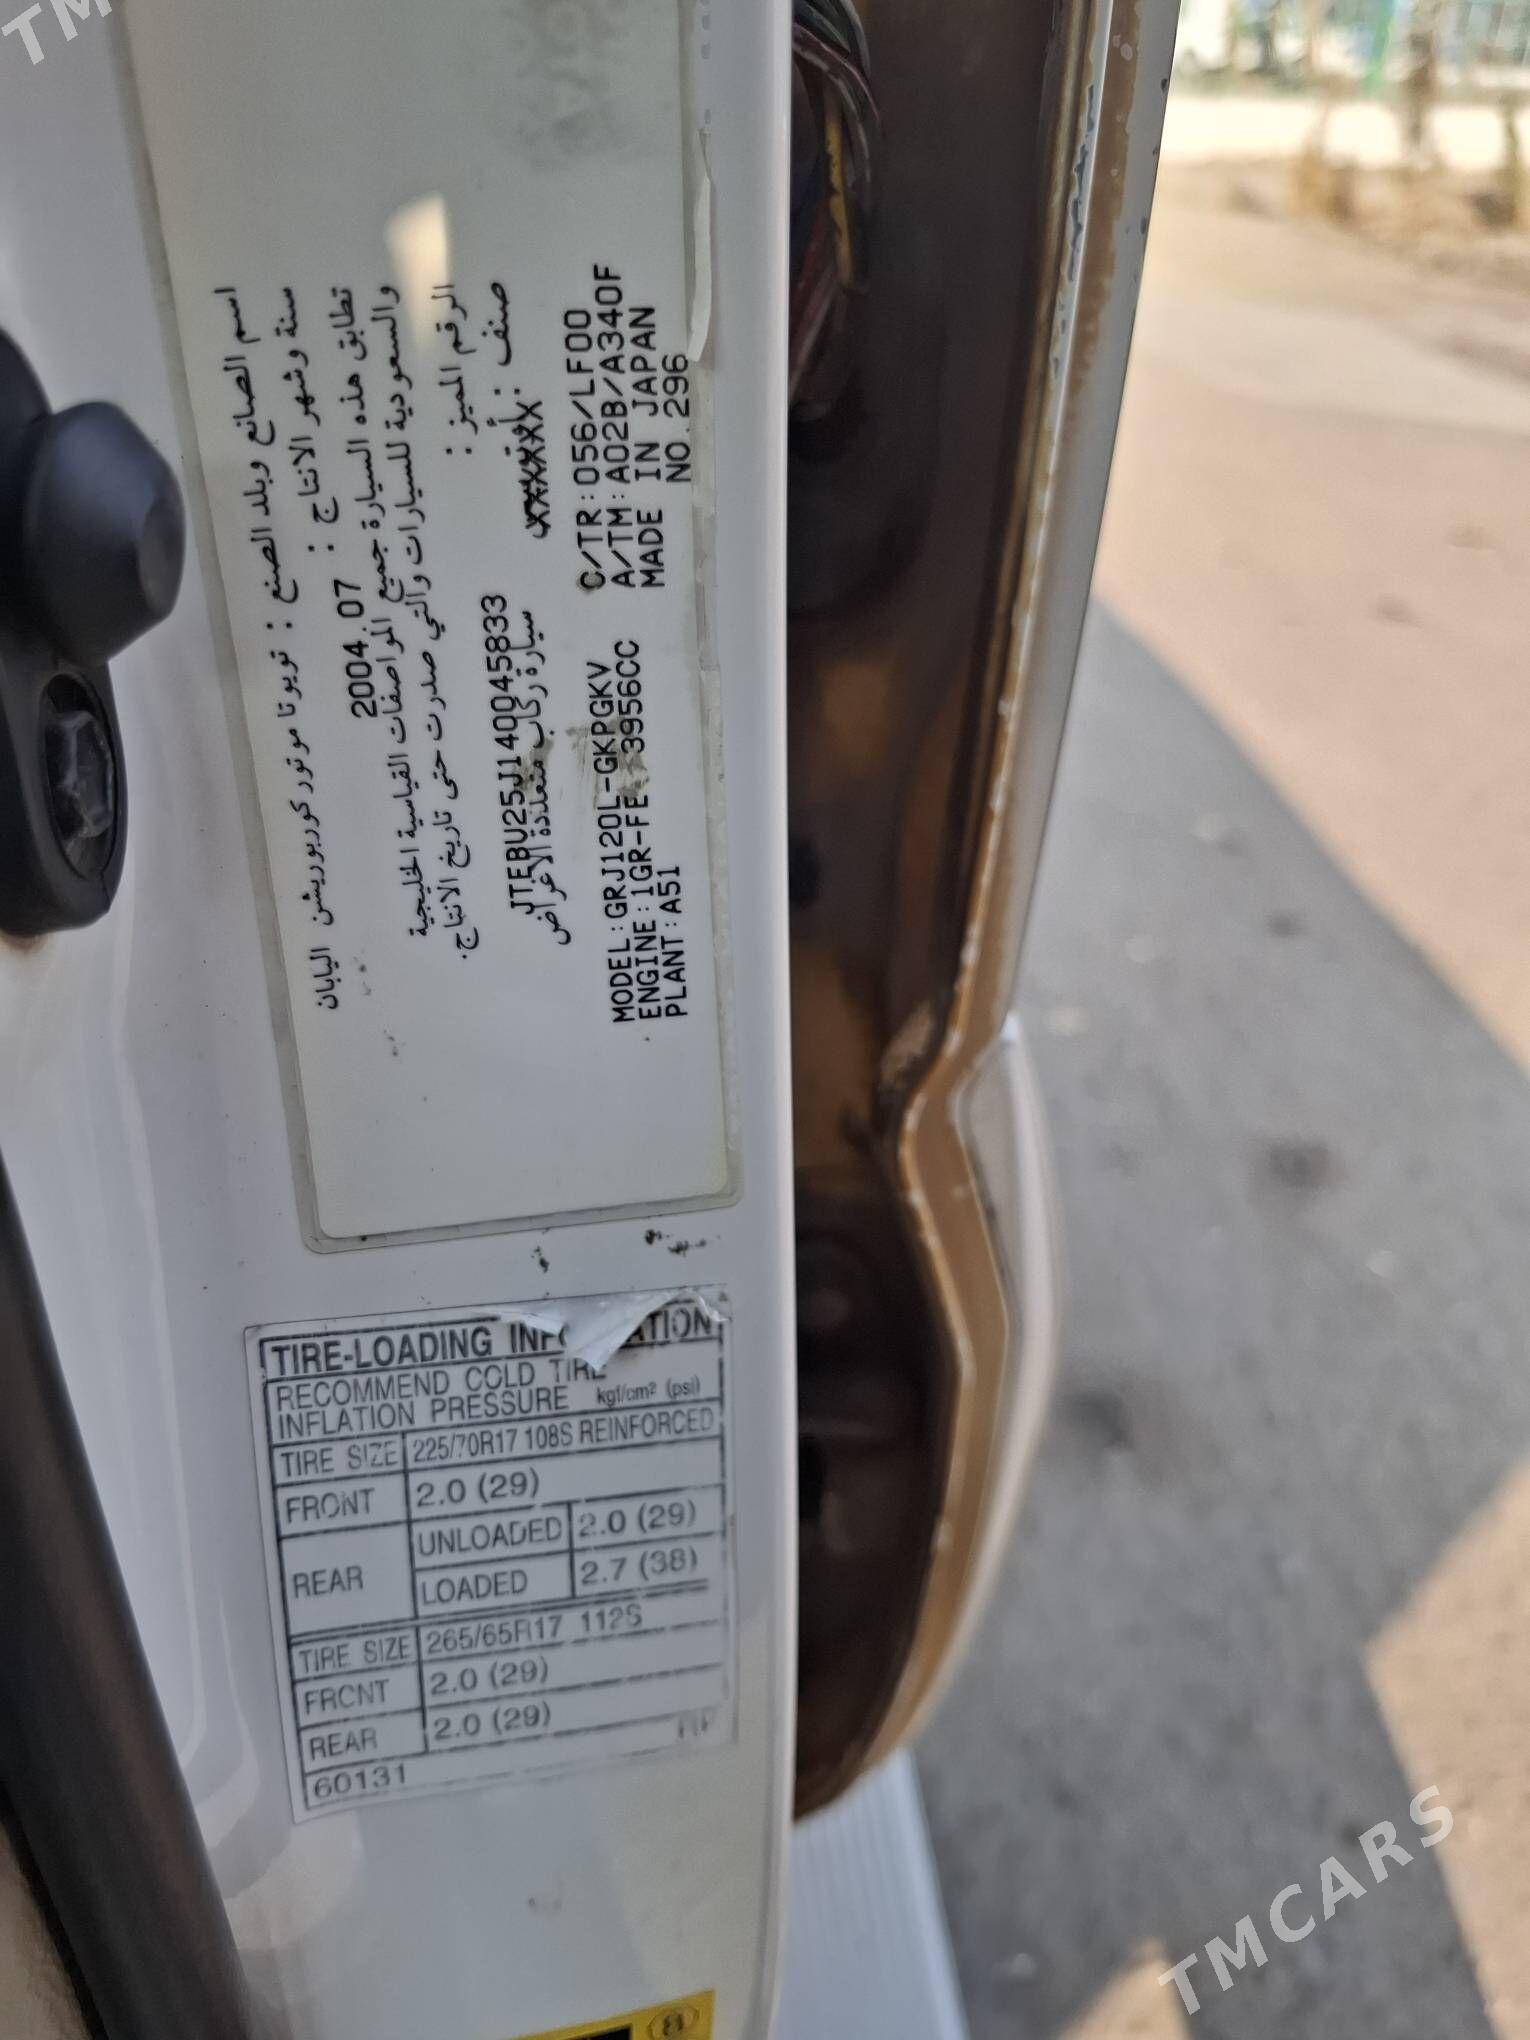 اسم الصانع وبلد الصنع : تويوتا موتور كوربوريشن اليابان
سنة وشهر الانتاج : 2004.07
تطابق هذه السيارة جميع المواصفات القياسية الخليجية
والسعودية للسيارات والتي صدرت حتى تاريخ الانتاج.
الرقم المميز : JTEBU25J140045833
صنف : سيارة ركاب متعددة الاغراض
C/TR:056/LF00
A/TM:A02B/A340F
MADE IN JAPAN
NO.296
MODEL:GRJ120L-GKPGKV
ENGINE:1GR-FE 3956CC
PLANT:A51
TIRE-LOADING
RECOMMEND COLD TIRE
INFLATION PRESSURE kgf/cm² (psi)
TIRE SIZE 225/70R17 108S REINFORCED
FRONT 2.0 (29)
REAR UNLOADED 2.0 (29)
LOADED 2.7 (38)
TIRE SIZE 265/65R17 112S
FRONT 2.0 (29)
REAR 2.0 (29)
60131
TMCARS